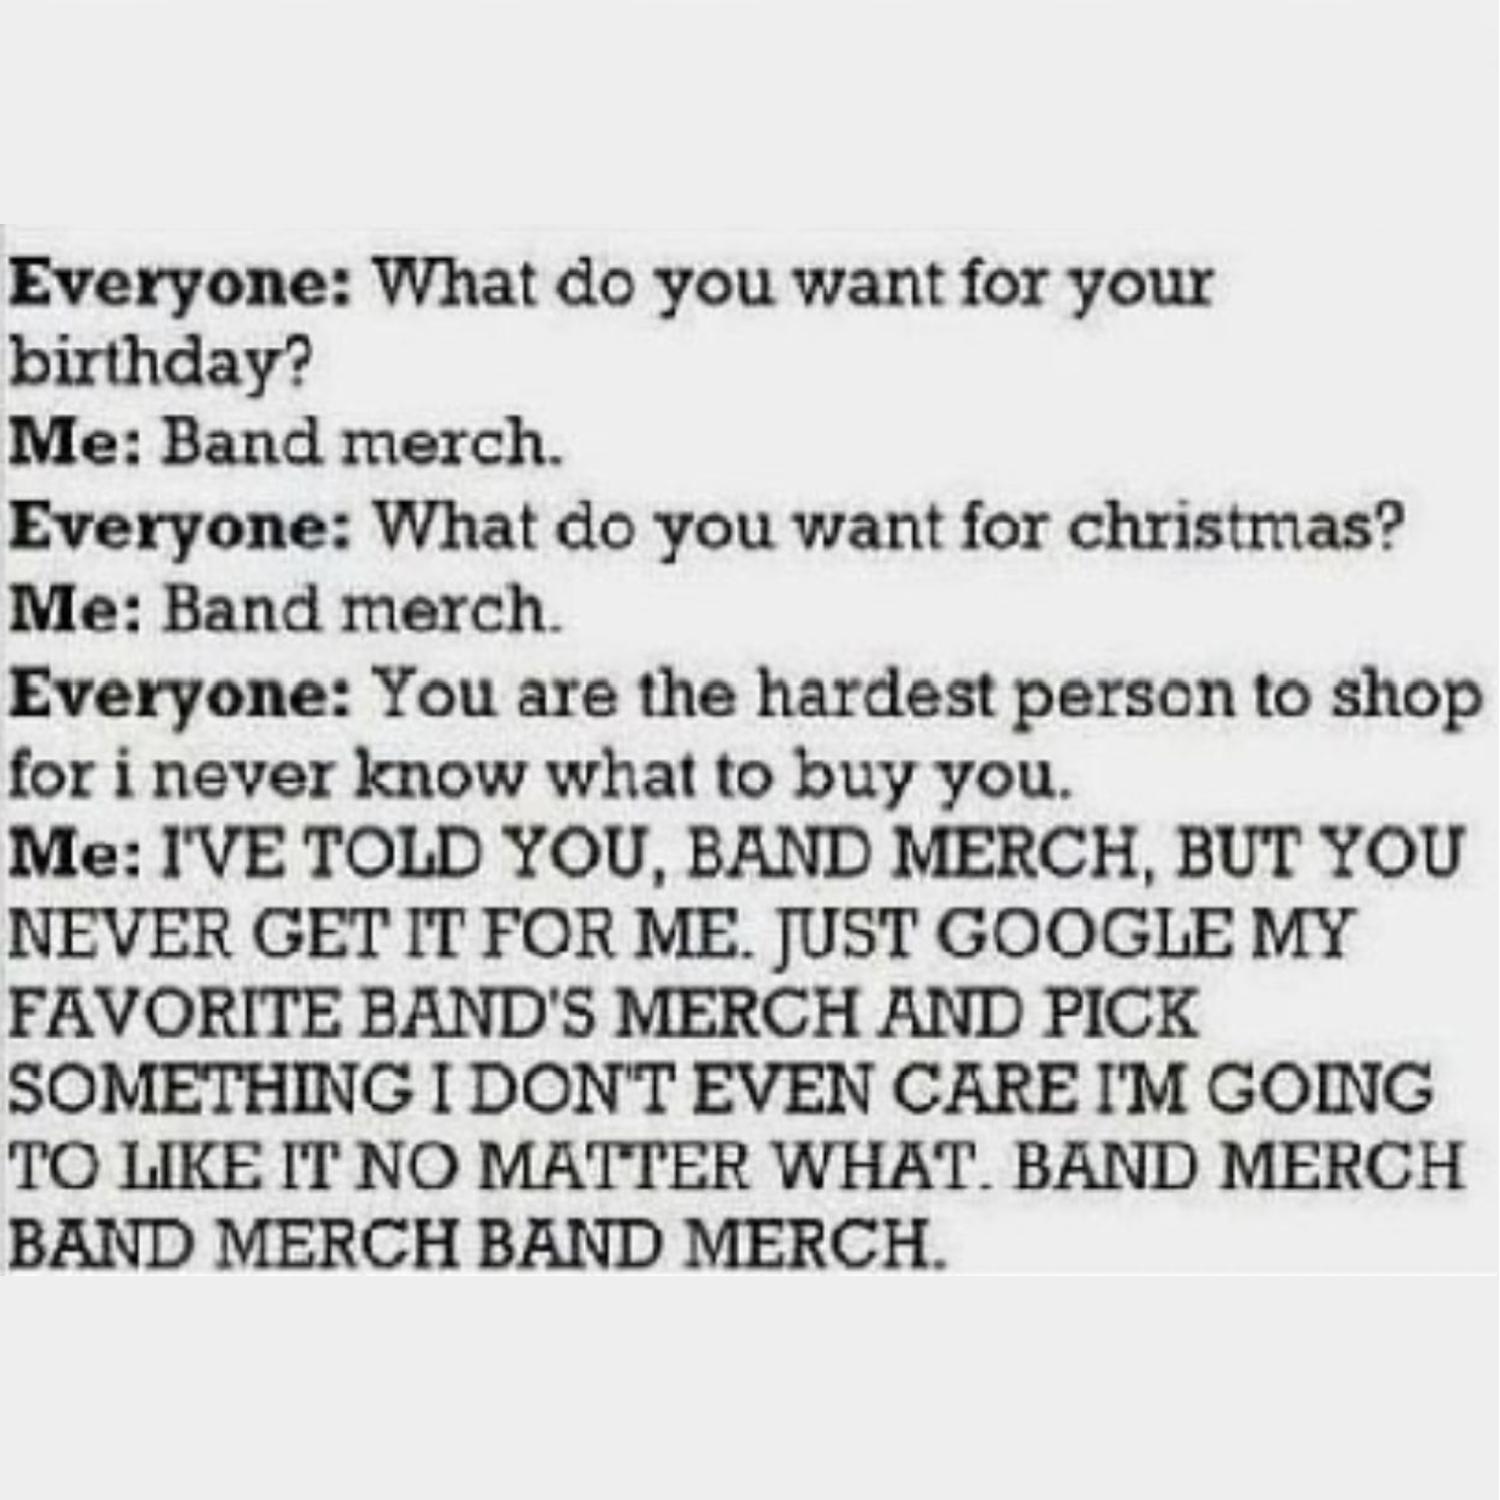 Everyone: What do you want for your
birthday?
Me: Band merch.
Everyone: What do you want for christmas?
Me: Band merch.
Everyone: You are the hardest person to shop
for i never know what to buy you.
Me: I'VE TOLD YOU, BAND MERCH, BUT YOU
NEVER GET IT FOR ME. JUST GOOGLE MY
FAVORITE BAND'S MERCH AND PICK
SOMETHING I DON'T EVEN CARE I'M GOING
TO LIKE IT NO MATTER WHAT. BAND MERCH
BAND MERCH BAND MERCH.